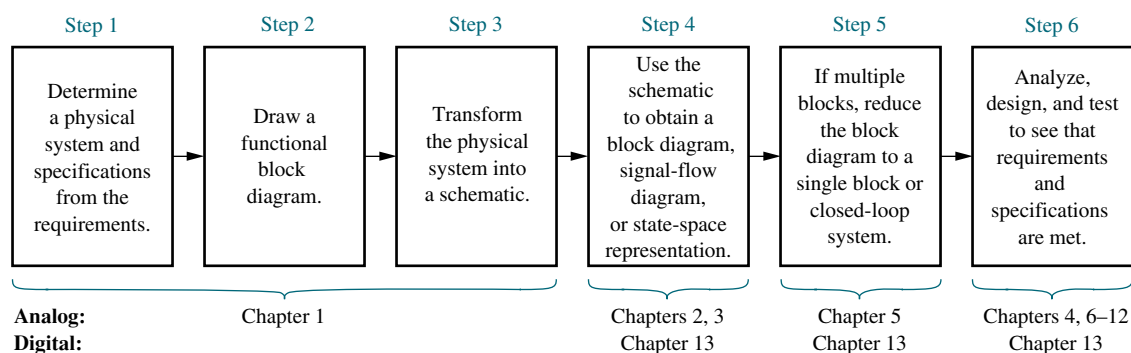 Step 1
Determine
a physical
system and
specifications
from the
requirements.
Step 2
Draw a
functional
block
diagram.
Step 3
Transform
the physical
system into
a schematic.
Step 4
Use the
schematic
to obtain a
block diagram,
signal-flow
diagram,
or state-space
representation.
Step 5
If multiple
blocks, reduce
the block
diagram to a
single block or
closed-loop
system.
Step 6
Analyze,
design, and test
to see that
requirements
and
specifications
are met.
Analog: Chapter 1 Chapters 2, 3 Chapter 5 Chapters 4, 6–12
Digital: Chapter 13 Chapter 13 Chapter 13